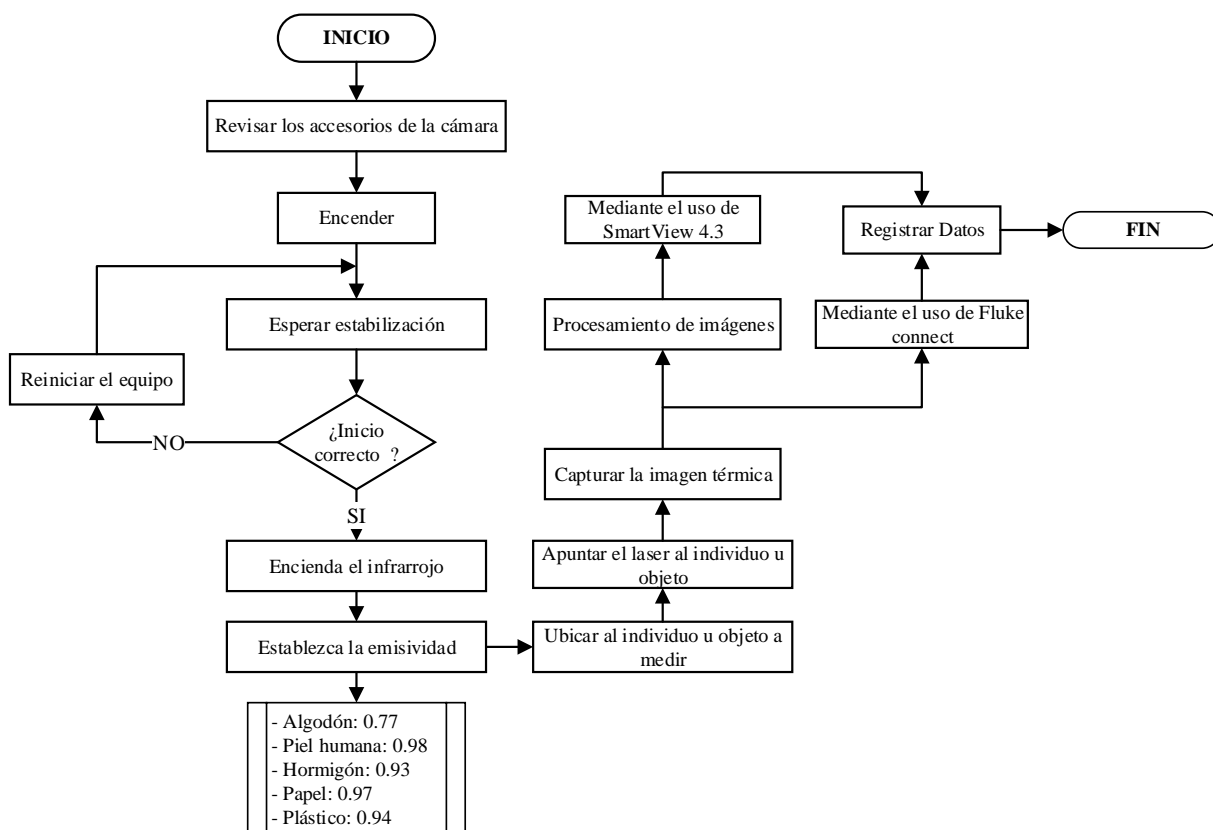 INICIO
Revisar los accesorios de la cámara
Encender
Esperar estabilización
Reiniciar el equipo
¿Inicio
correcto ?
NO
SI
Encienda el infrarrojo
Establezca la emisividad
- Algodón: 0.77
- Piel humana: 0.98
- Hormigón: 0.93
- Papel: 0.97
- Plástico: 0.94
Ubicar al individuo u objeto a
medir
Apuntar el laser al individuo u
objeto
Capturar la imagen térmica
Procesamiento de imágenes
Mediante el uso de
SmartView 4.3
Mediante el uso de Fluke
connect
Registrar Datos
FIN